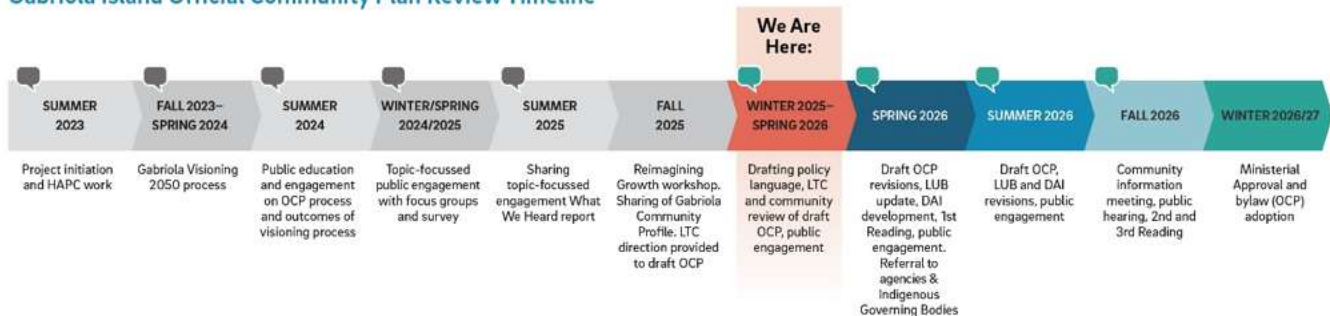 Gabriola Island Official Community Plan Review Timeline
We Are
Here:
SUMMER
2023
FALL 2023–
SPRING 2024
SUMMER
2024
WINTER/SPRING
2024/2025
SUMMER
2025
FALL
2025
WINTER 2025–
SPRING 2026
SPRING 2026
SUMMER 2026
FALL 2026
WINTER 2026/27
Project initiation
and HAPC work
Gabriola Visioning
2050 process
Public education
and engagement
on OCP process
and outcomes of
visioning process
Topic-focussed
public engagement
with focus groups
and survey
Sharing
topic-focussed
engagement What
We Heard report
Reimagining
Growth workshop.
Sharing of Gabriola
Community
Profile. LTC
direction provided
to draft OCP
Drafting policy
language, LTC
and community
review of draft
OCP, public
engagement
Draft OCP
revisions, LUB
update, DAI
development, 1st
Reading, public
engagement.
Referral to
agencies &
Indigenous
Governing Bodies
Draft OCP,
LUB and DAI
revisions, public
engagement
Community
information
meeting, public
hearing, 2nd and
3rd Reading
Ministerial
Approval and
bylaw (OCP)
adoption